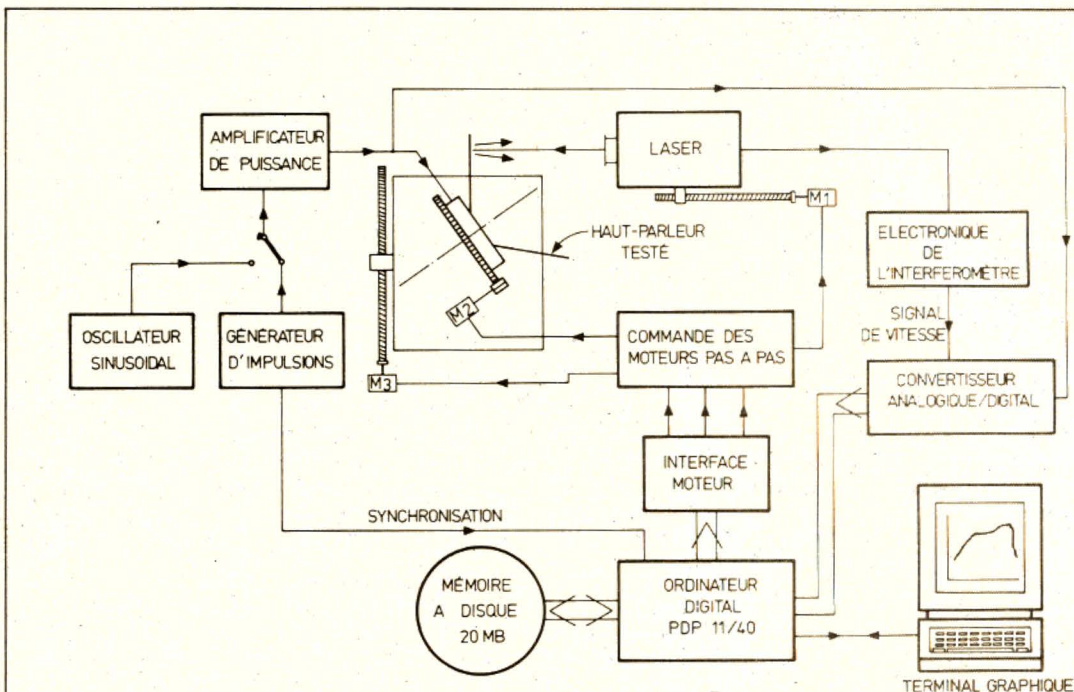 AMPLIFICATEUR
DE PUISSANCE
LASER
M1
HAUT-PARLEUR
TESTÉ
ELECTRONIQUE
DE
L'INTERFEROMÈTRE
OSCILLATEUR
SINUSOIDAL
GÉNÉRATEUR
D'IMPULSIONS
M2
M3
COMMANDE DES
MOTEURS PAS A PAS
SIGNAL
DE VITESSE
CONVERTISSEUR
ANALOGIQUE/DIGITAL
INTERFACE
MOTEUR
SYNCHRONISATION
MÉMOIRE
A DISQUE
20 MB
ORDINATEUR
DIGITAL
PDP 11/40
TERMINAL GRAPHIQUE